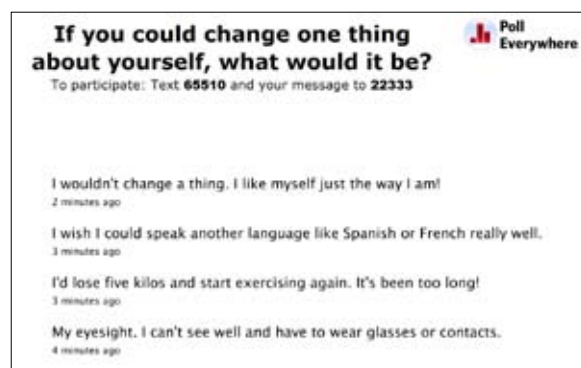 If you could change one thing
about yourself, what would it be?
Poll
Everywhere
To participate: Text 65510 and your message to 22333
I wouldn't change a thing. I like myself just the way I am!
2 minutes ago
I wish I could speak another language like Spanish or French really well.
3 minutes ago
I'd lose five kilos and start exercising again. It's been too long!
3 minutes ago
My eyesight. I can't see well and have to wear glasses or contacts.
4 minutes ago